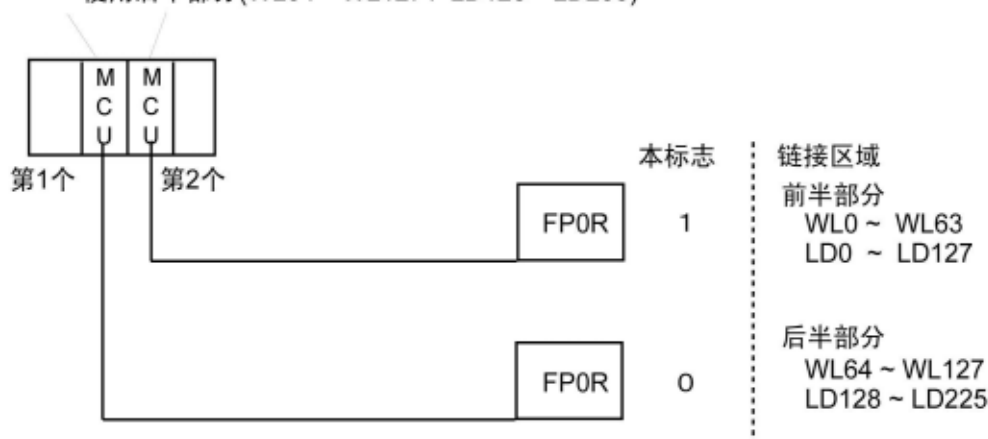 M
C
U
M
C
U
第1个
第2个
本标志
链接区域
FP0R
1
前半部分
WL0 ~ WL63
LD0 ~ LD127
FP0R
0
后半部分
WL64 ~ WL127
LD128 ~ LD225